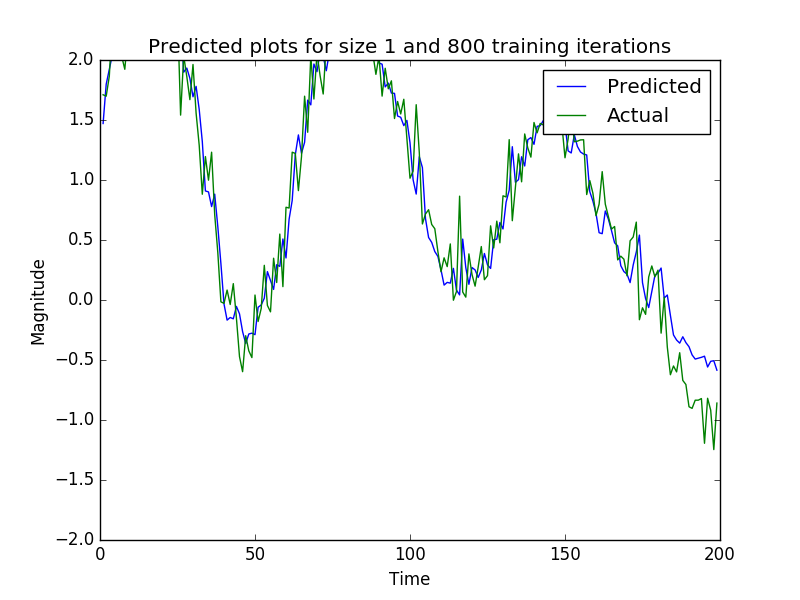 Predicted plots for size 1 and 800 training iterations
Predicted
Actual
2.0
1.5
1.0
0.5
0.0
−0.5
−1.0
−1.5
−2.0
Magnitude
0 50 100 150 200
Time